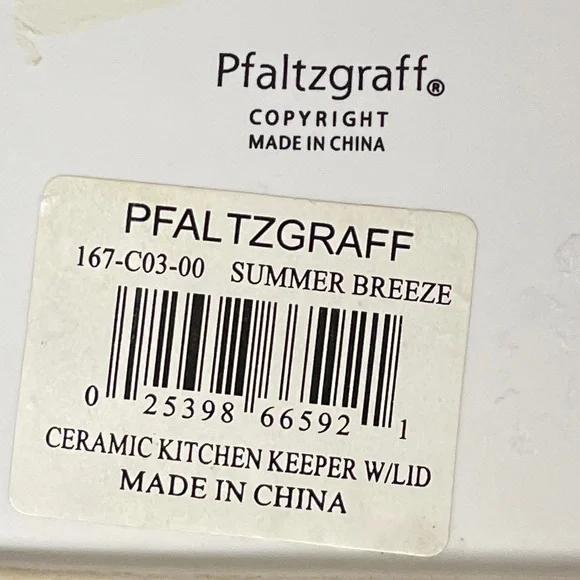 Pfaltzgraff®
COPYRIGHT
MADE IN CHINA
PFALTZGRAFF
167-C03-00 SUMMER BREEZE
0 25398 66592 1
CERAMIC KITCHEN KEEPER W/LID
MADE IN CHINA